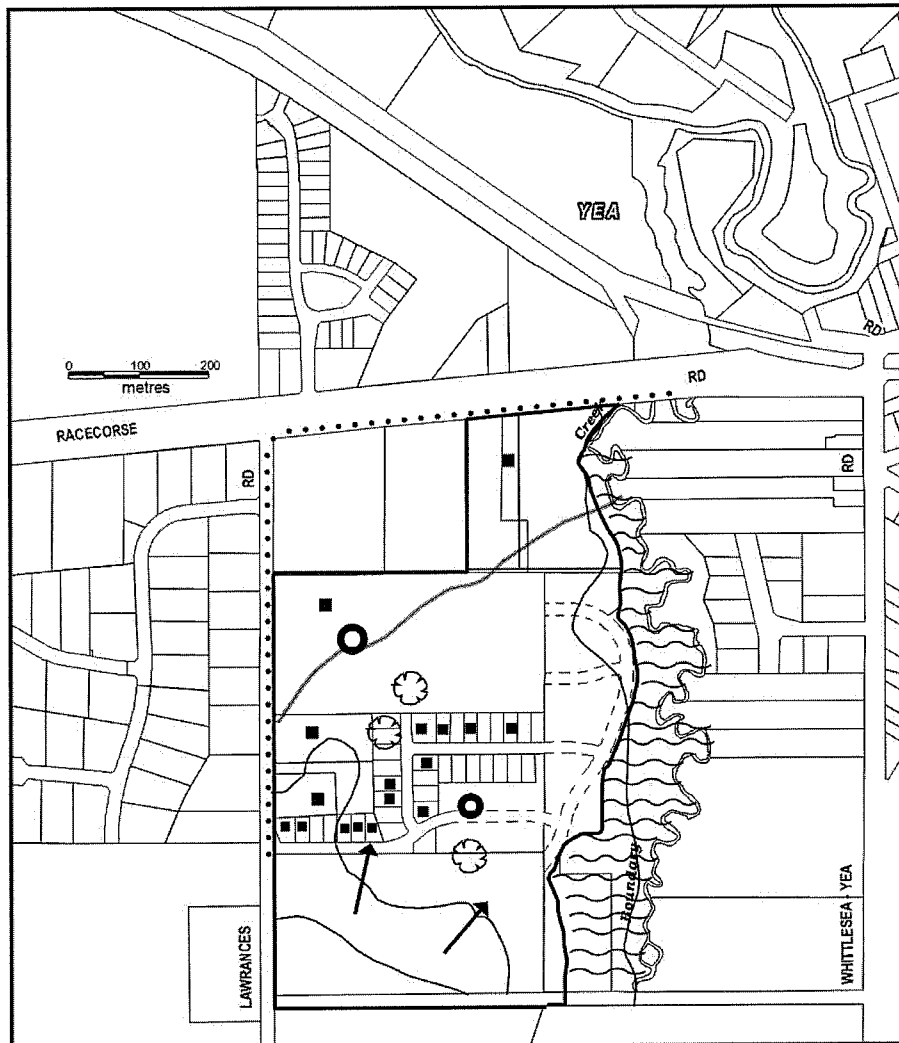 YEA
RD
0 100 200
metres
RD
RACECORSE
Creek
RD
RD
Boundary
LAWRANCES
WHITTLESEA - YEA